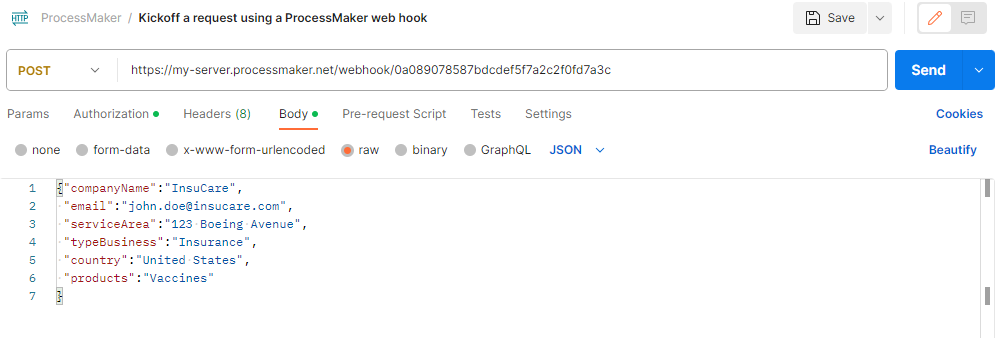 HTTP ProcessMaker / Kickoff a request using a ProcessMaker web hook Save
POST https://my-server.processmaker.net/webhook/0a089078587bdcdef5f7a2c2f0fd7a3c Send
Params Authorization Headers (8) Body Pre-request Script Tests Settings Cookies
none form-data x-www-form-urlencoded raw binary GraphQL JSON Beautify
1 {"companyName":"InsuCare",
2 "email":"john.doe@insucare.com",
3 "serviceArea":"123 Boeing Avenue",
4 "typeBusiness":"Insurance",
5 "country":"United States",
6 "products":"Vaccines"
7 }